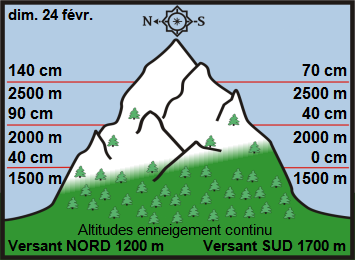 dim. 24 févr.
N S
140 cm 70 cm
2500 m 2500 m
90 cm 40 cm
2000 m 2000 m
40 cm 0 cm
1500 m 1500 m
Altitudes enneigement continu
Versant NORD 1200 m Versant SUD 1700 m